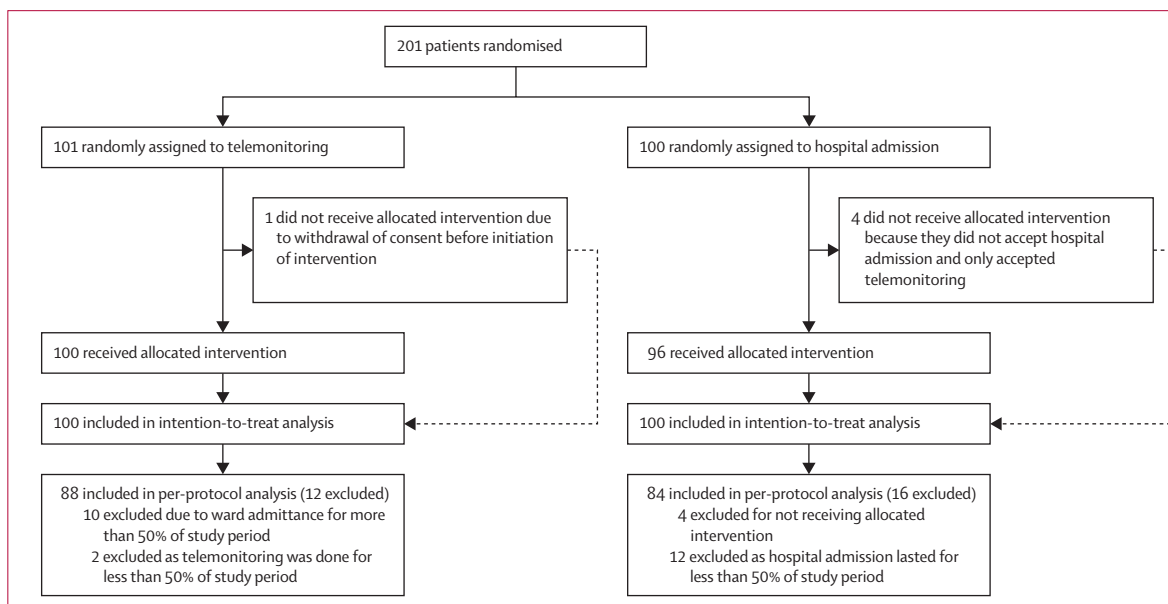 201 patients randomised
101 randomly assigned to telemonitoring
100 randomly assigned to hospital admission
1 did not receive allocated intervention due
to withdrawal of consent before initiation
of intervention
4 did not receive allocated intervention
because they did not accept hospital
admission and only accepted
telemonitoring
100 received allocated intervention
96 received allocated intervention
100 included in intention-to-treat analysis
100 included in intention-to-treat analysis
88 included in per-protocol analysis (12 excluded)
10 excluded due to ward admittance for more
than 50% of study period
2 excluded as telemonitoring was done for
less than 50% of study period
84 included in per-protocol analysis (16 excluded)
4 excluded for not receiving allocated
intervention
12 excluded as hospital admission lasted for
less than 50% of study period